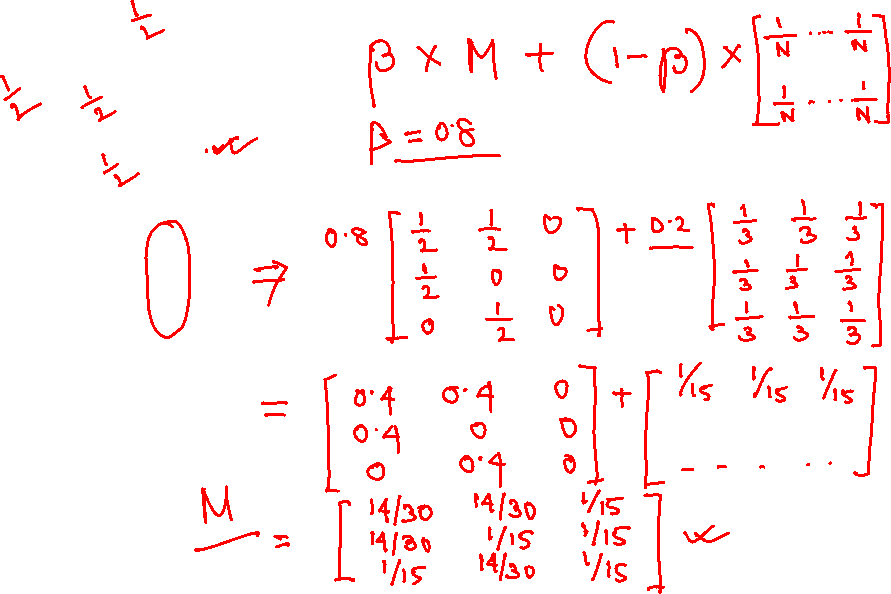 1/2
1/2 1/2
1/2
β × M + (1-β) × [1/N ... 1/N
1/N ... 1/N]
β = 0.8
⇒ 0.8 [1/2 1/2 0 + 0.2 [1/3 1/3 1/3
1/2 0 0 1/3 1/3 1/3
0 1/2 0] 1/3 1/3 1/3]
= [0.4 0.4 0 + [1/15 1/15 1/15
0.4 0 0
0 0.4 0] - - . . . .]
M = [14/30 14/30 1/15
14/30 1/15 1/15
1/15 14/30 1/15]